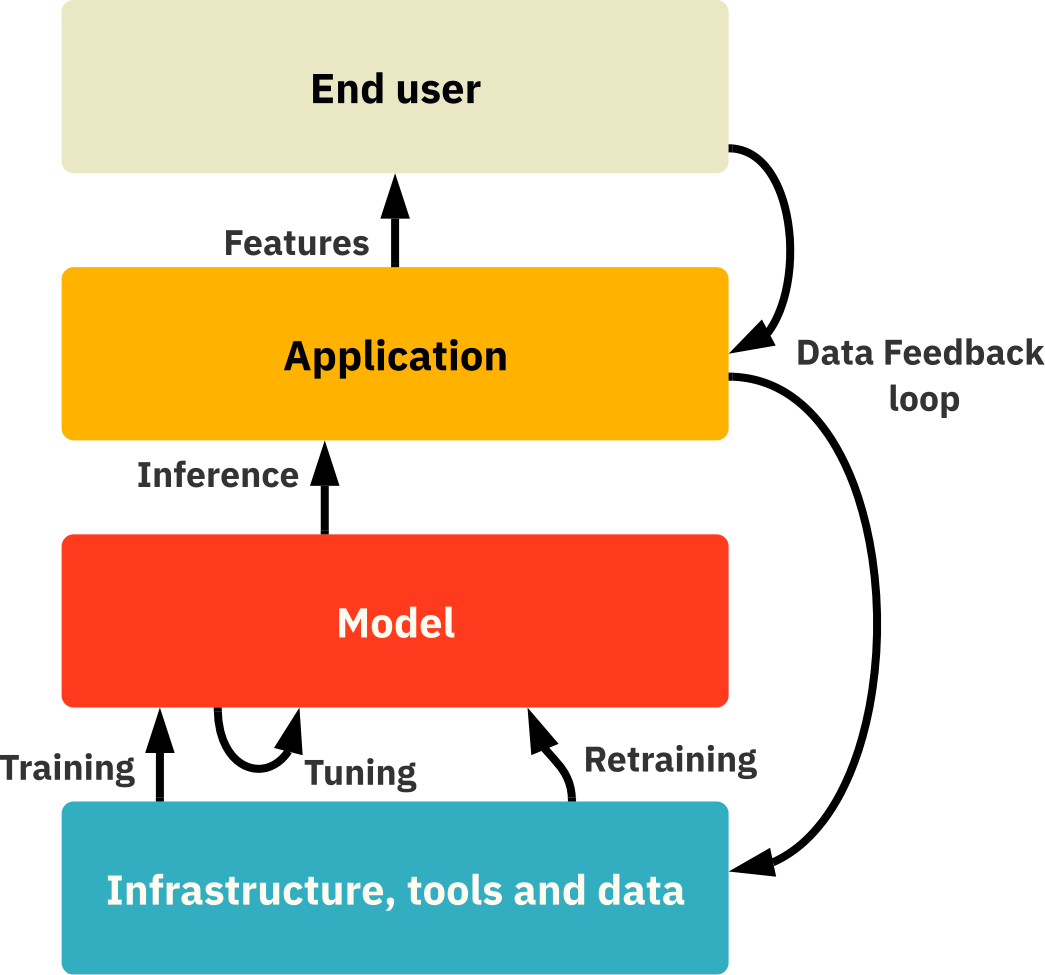 End user
Features
Application
Data Feedback
loop
Inference
Model
Training
Tuning
Retraining
Infrastructure, tools and data